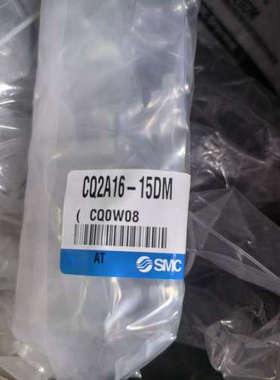 CQ2A16-15DM
( CQ0W08
AT
SMC